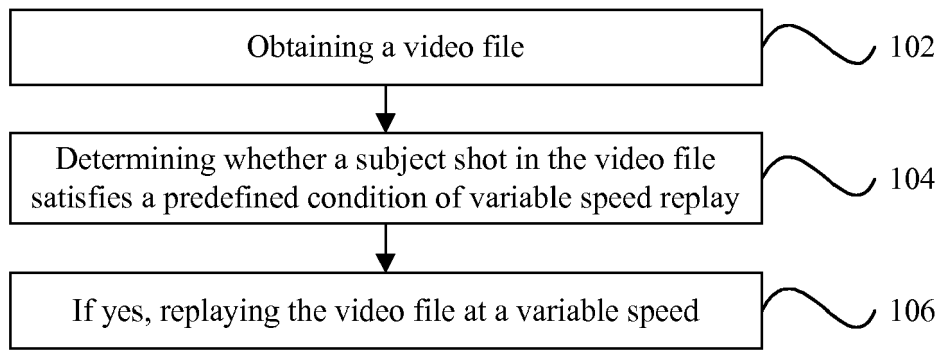 Obtaining a video file
102
Determining whether a subject shot in the video file
satisfies a predefined condition of variable speed replay
104
If yes, replaying the video file at a variable speed
106